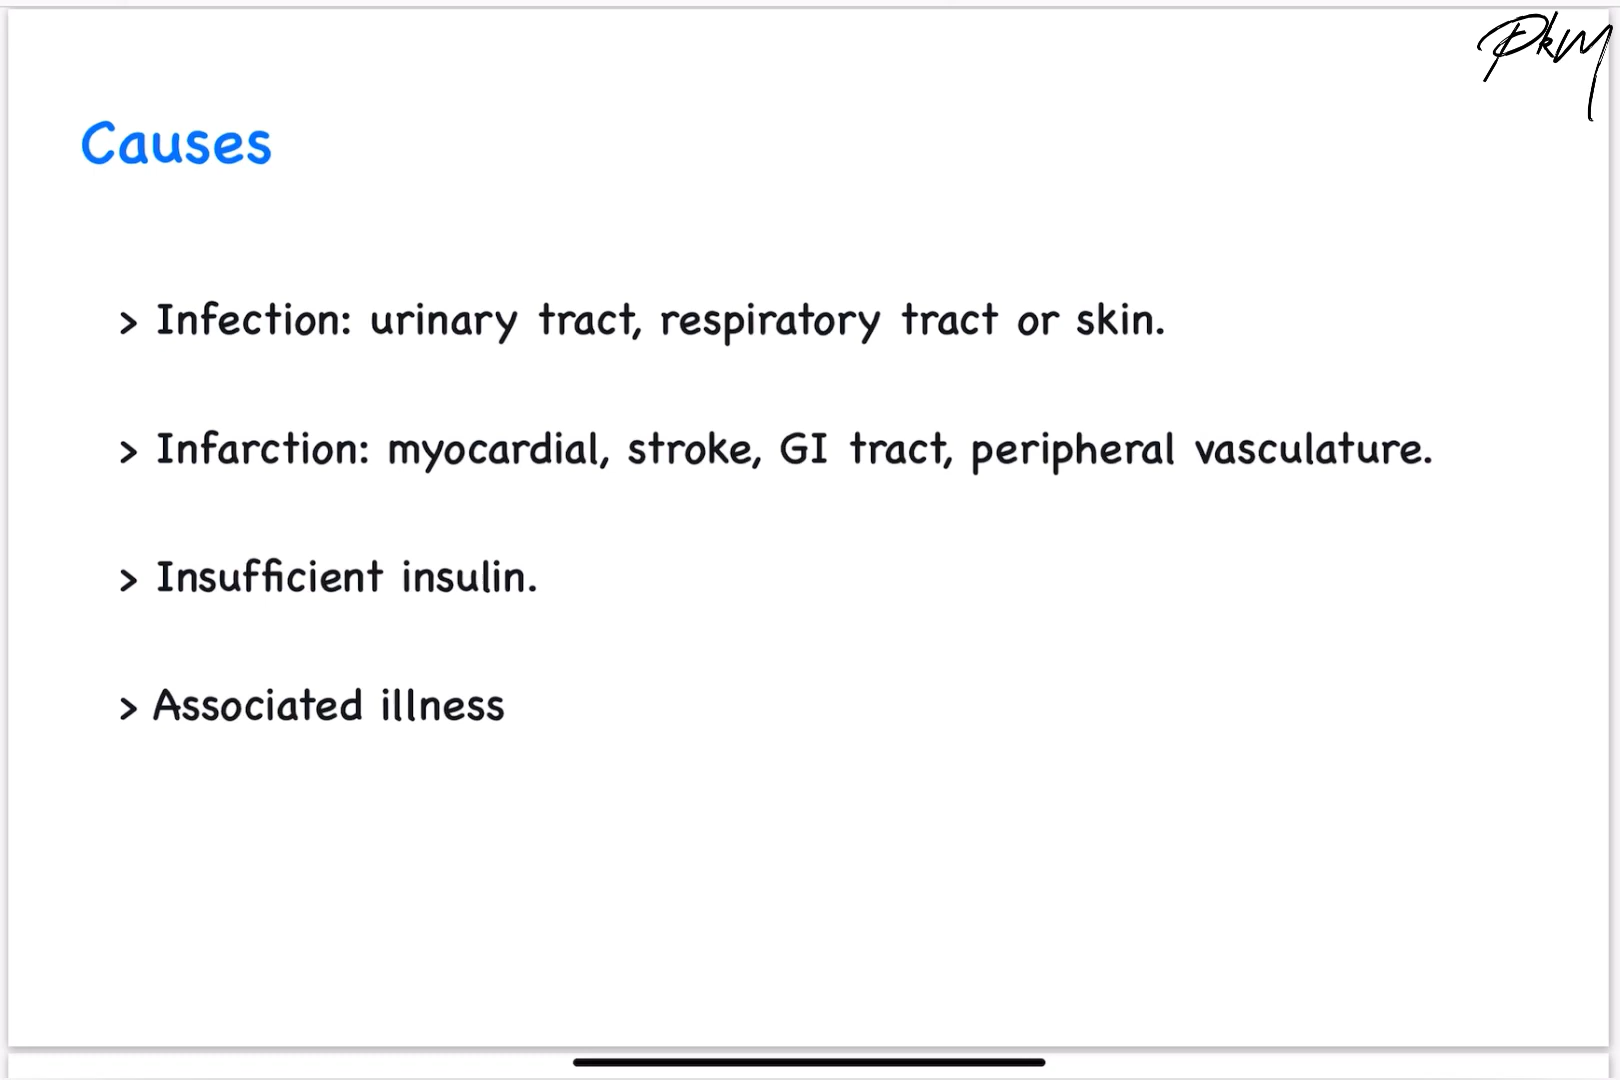 PkM
Causes
> Infection: urinary tract, respiratory tract or skin.
> Infarction: myocardial, stroke, GI tract, peripheral vasculature.
> Insufficient insulin.
> Associated illness